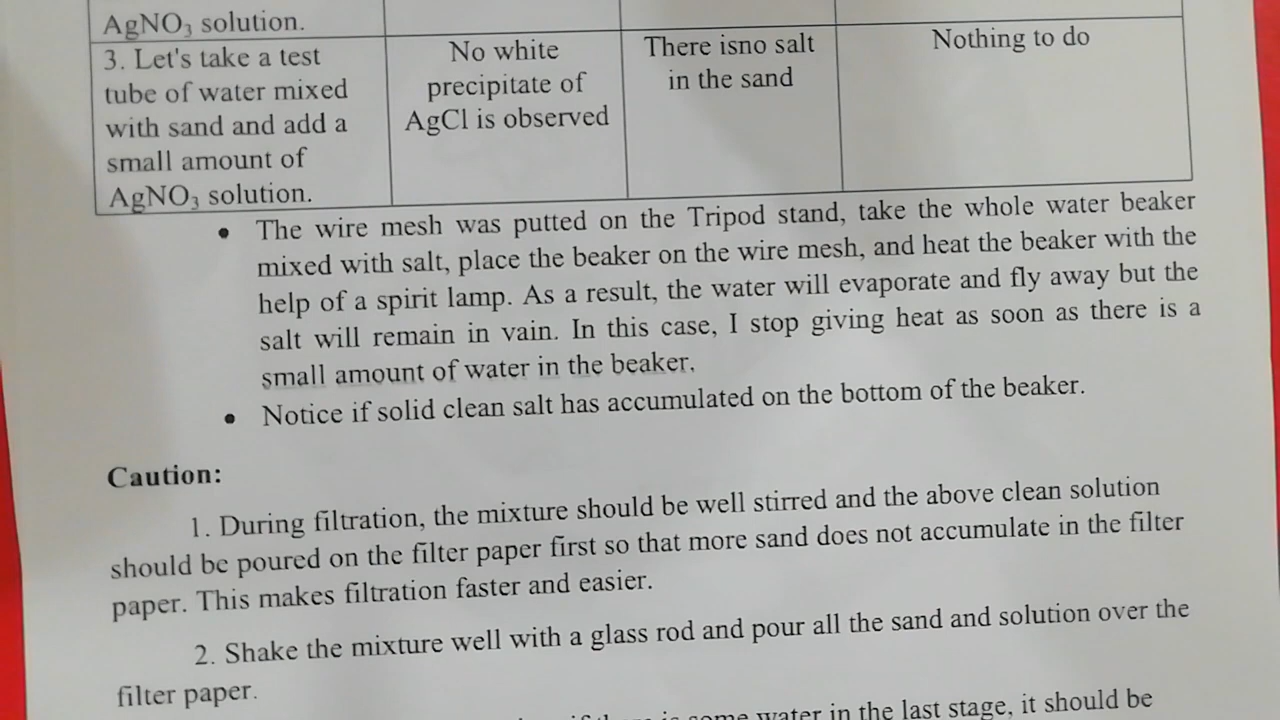 AgNO₃ solution.
3. Let's take a test
tube of water mixed
with sand and add a
small amount of
AgNO₃ solution.
No white
precipitate of
AgCl is observed
There isno salt
in the sand
Nothing to do
• The wire mesh was putted on the Tripod stand, take the whole water beaker
mixed with salt, place the beaker on the wire mesh, and heat the beaker with the
help of a spirit lamp. As a result, the water will evaporate and fly away but the
salt will remain in vain. In this case, I stop giving heat as soon as there is a
small amount of water in the beaker.
• Notice if solid clean salt has accumulated on the bottom of the beaker.
Caution:
1. During filtration, the mixture should be well stirred and the above clean solution
should be poured on the filter paper first so that more sand does not accumulate in the filter
paper. This makes filtration faster and easier.
2. Shake the mixture well with a glass rod and pour all the sand and solution over the
filter paper.
is some water in the last stage, it should be